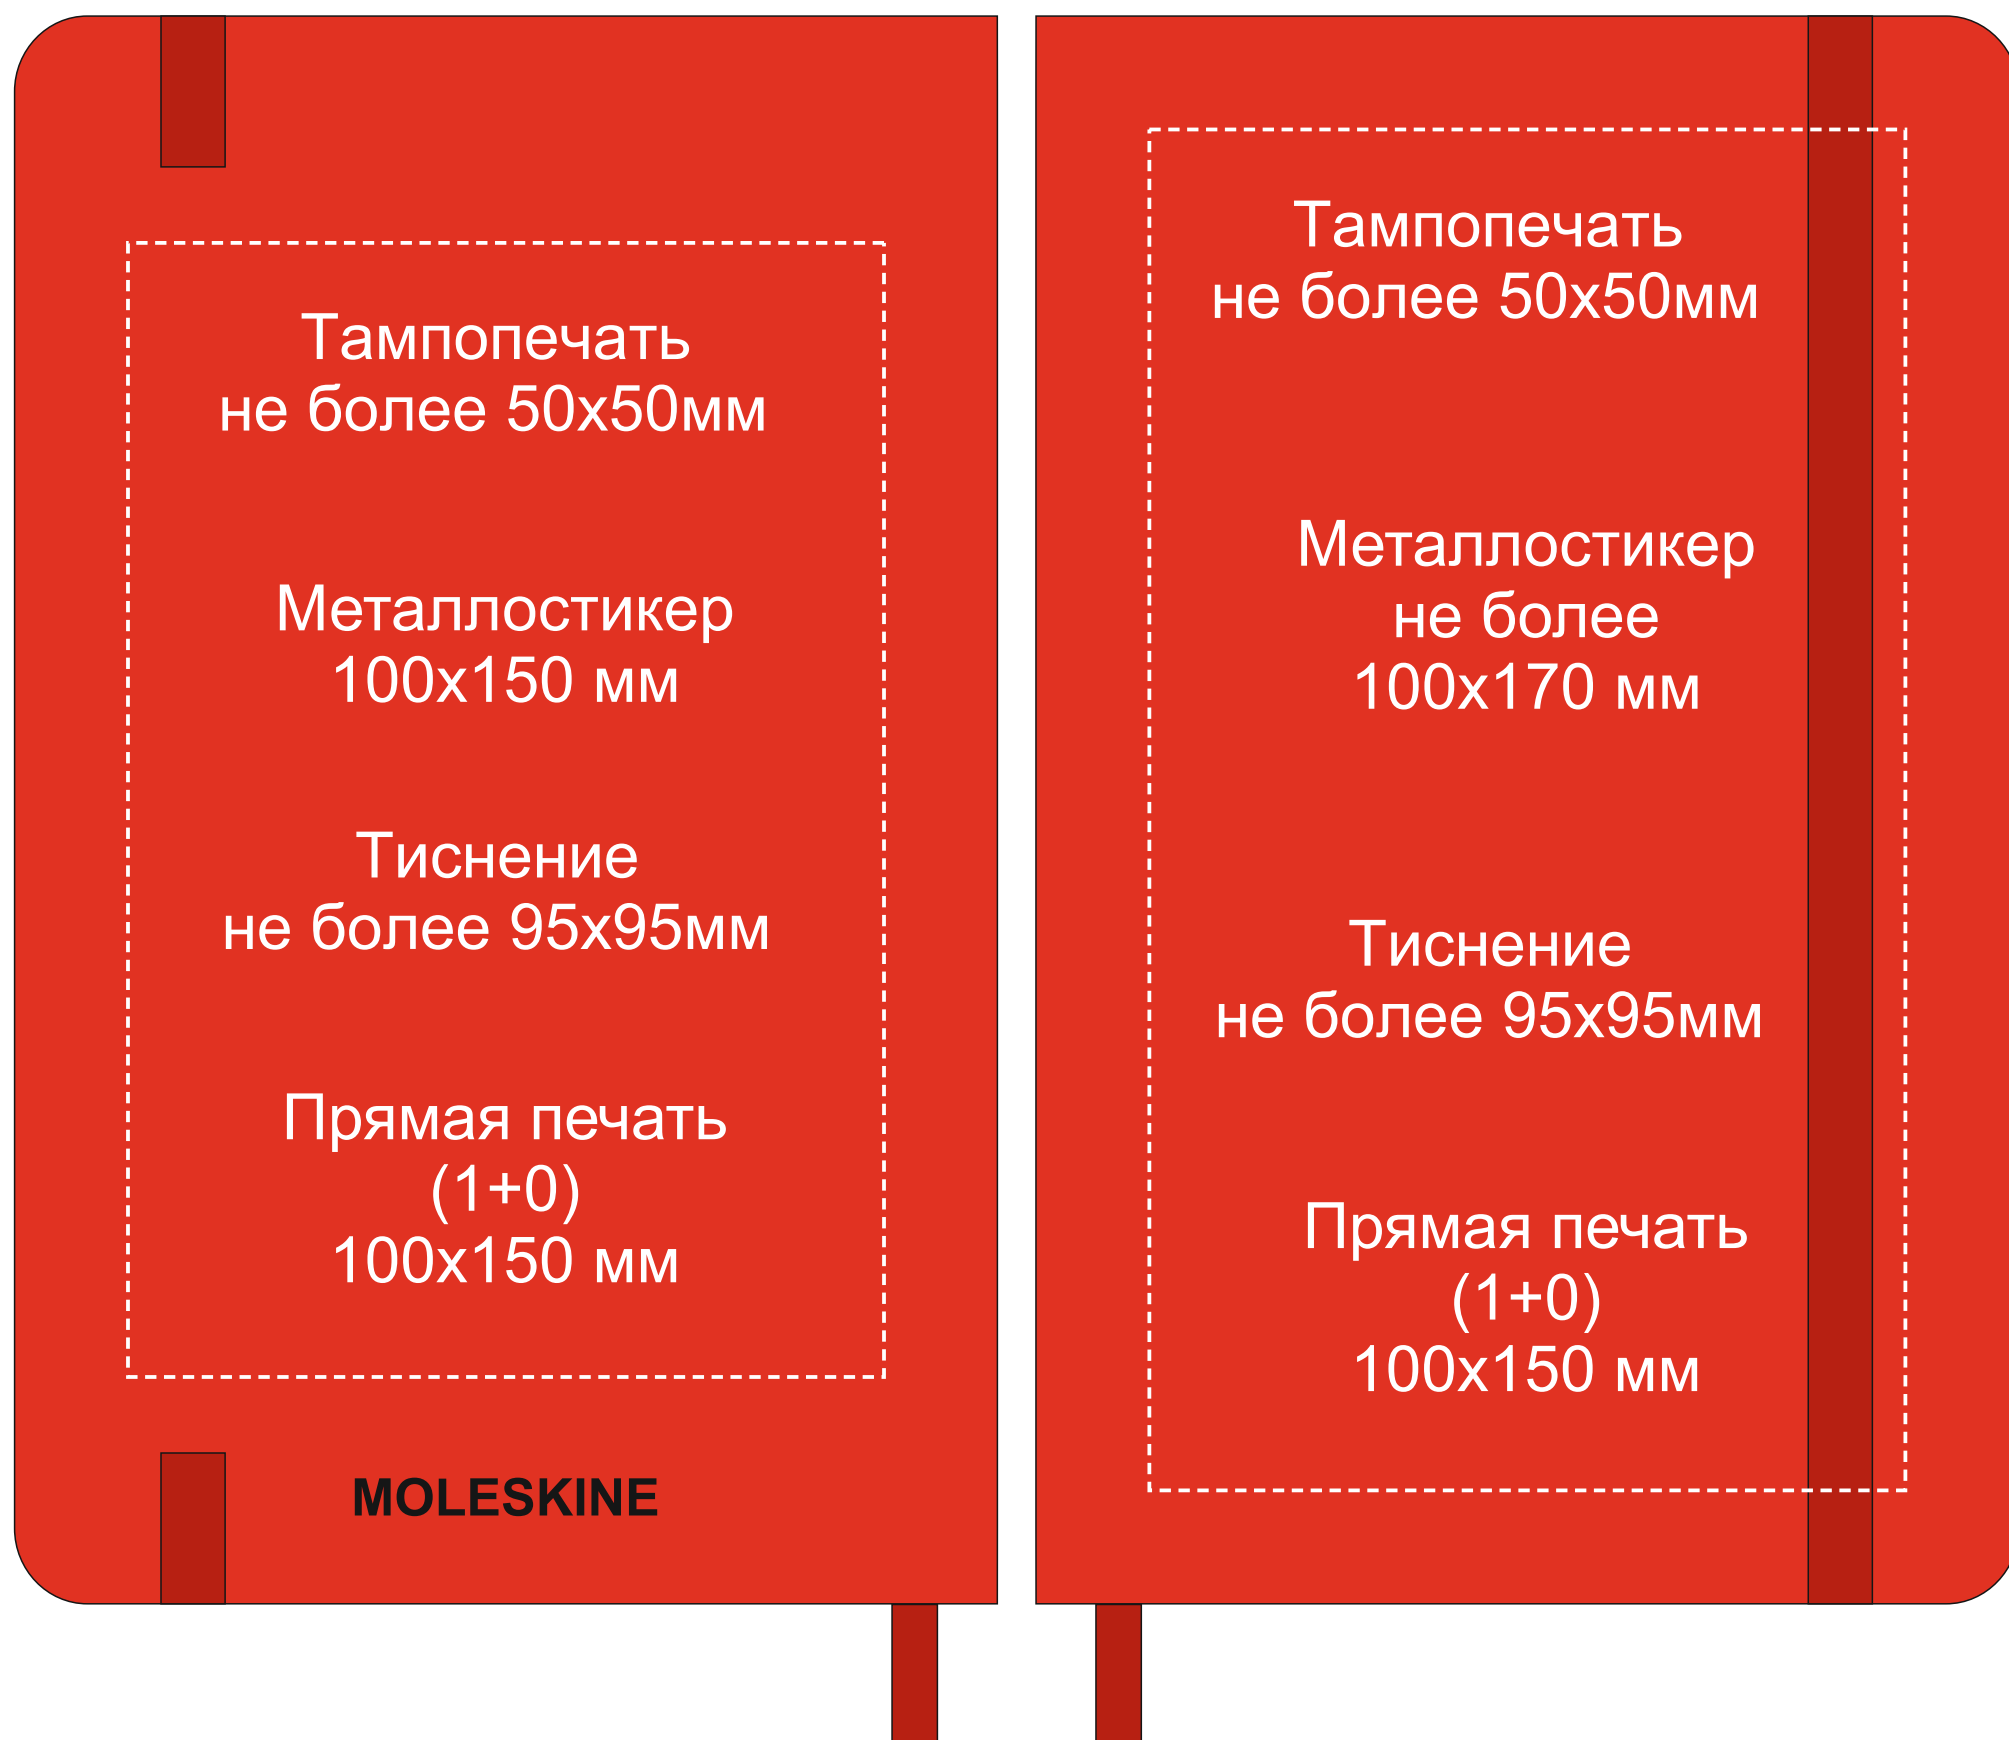 Тампопечать
не более 50х50мм
Металлостикер
100х150 мм
Тиснение
не более 95х95мм
Прямая печать
(1+0)
100х150 мм
MOLESKINE
Тампопечать
не более 50х50мм
Металлостикер
не более
100х170 мм
Тиснение
не более 95х95мм
Прямая печать
(1+0)
100х150 мм